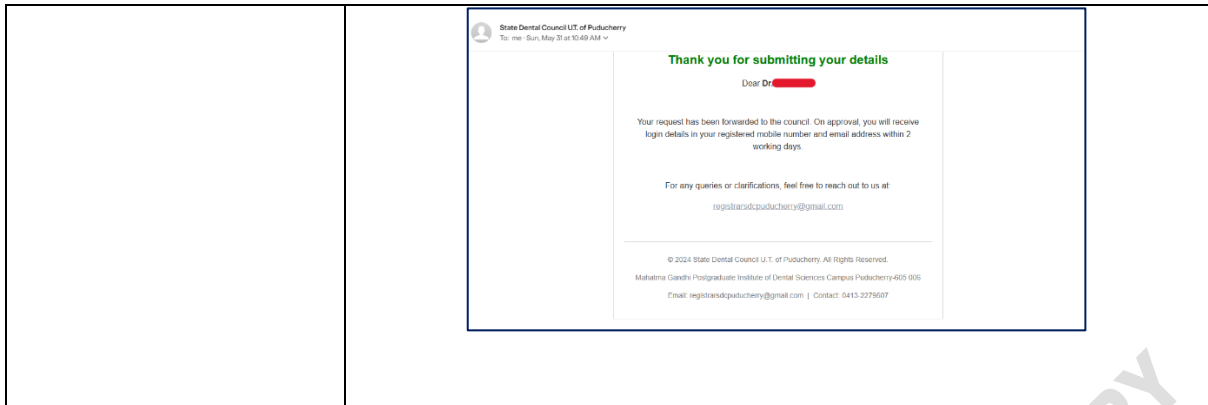 State Dental Council U.T. of Puducherry
To: me · Sun, May 31 at 10:49 AM
Thank you for submitting your details
Dear Dr.
Your request has been forwarded to the council. On approval, you will receive
login details in your registered mobile number and email address within 2
working days.
For any queries or clarifications, feel free to reach out to us at
registrarsdcpuducherry@gmail.com
© 2024 State Dental Council U.T. of Puducherry. All Rights Reserved.
Mahatma Gandhi Postgraduate Institute of Dental Sciences Campus Puducherry-605 006
Email: registrarsdcpuducherry@gmail.com | Contact: 0413-2279607
RY